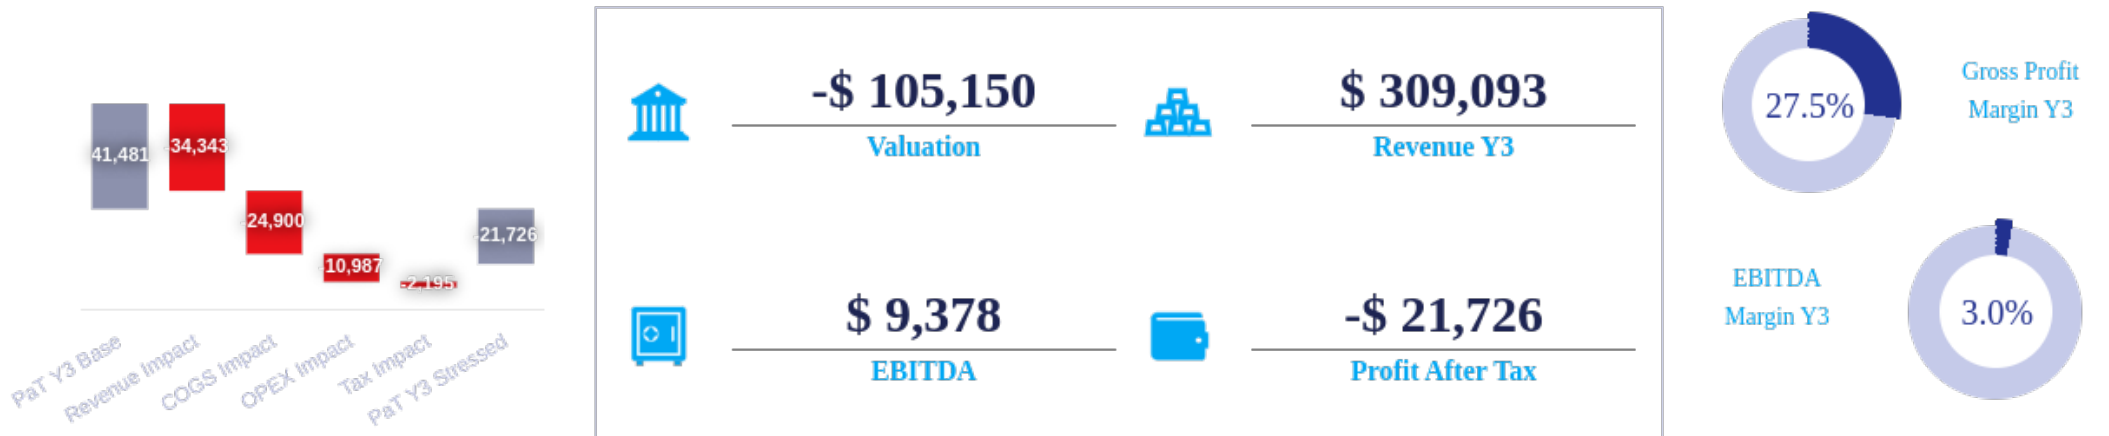 41,481
-34,343
-24,900
-10,987
-2,195
-21,726
PaT Y3 Base
Revenue Impact
COGS Impact
OPEX Impact
Tax Impact
PaT Y3 Stressed
-$ 105,150
Valuation
$ 309,093
Revenue Y3
$ 9,378
EBITDA
-$ 21,726
Profit After Tax
27.5%
Gross Profit
Margin Y3
EBITDA
Margin Y3
3.0%